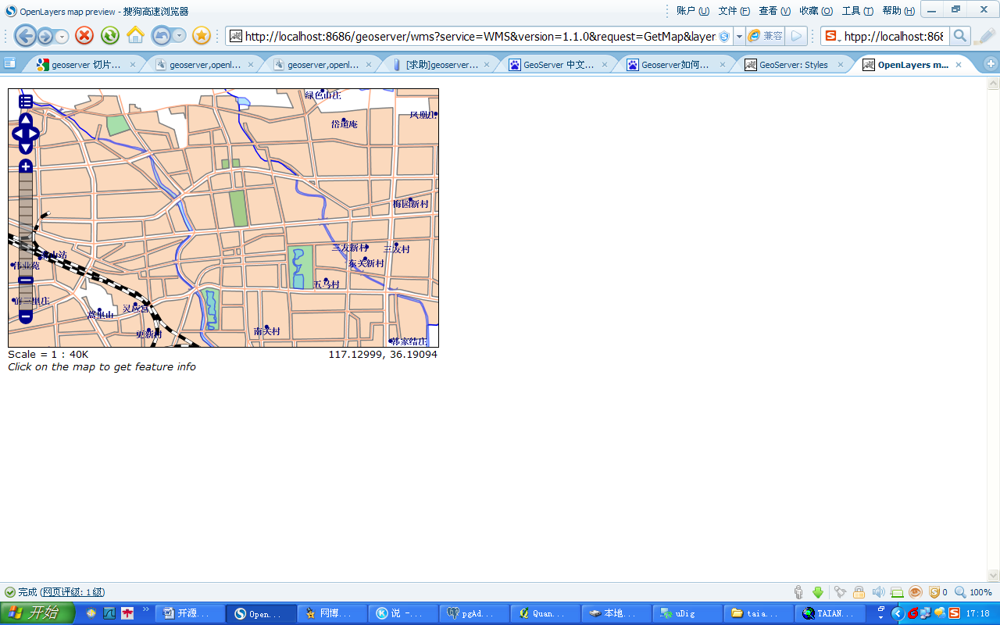 OpenLayers map preview - 搜狗高速浏览器
账户 (U) 文件 (F) 查看 (V) 收藏 (O) 工具 (T) 帮助 (H)
http://localhost:8686/geoserver/wms?service=WMS&version=1.1.0&request=GetMap&layer
兼容
htpp://localhost:868
geoserver 切片...
geoserver,openl...
geoserver,openl...
[求助]geoserver...
GeoServer 中文...
Geoserver如何...
GeoServer: Styles
OpenLayers m...
绿色山庄
岱道庵
凤凰庄
梅园新村
三友新村
三友村
东关新村
五马村
伟业苑
前三里庄
灵应宫
蒿里山
更新村
南关村
韩家结庄
Scale = 1 : 40K
117.12999, 36.19094
Click on the map to get feature info
完成 (网页评级: 1级)
0
100%
开始
开源...
Open...
网博...
说 -...
pgAd...
Quan...
本地...
uDig
taia...
TAIAN...
17:18